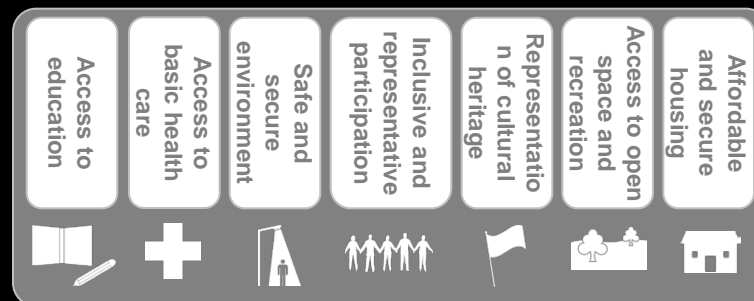 Affordable
and secure
housing
Access to open
space and
recreation
Representatio
n of cultural
heritage
Inclusive and
representative
participation
Safe and
secure
environment
Access to
basic health
care
Access to
education